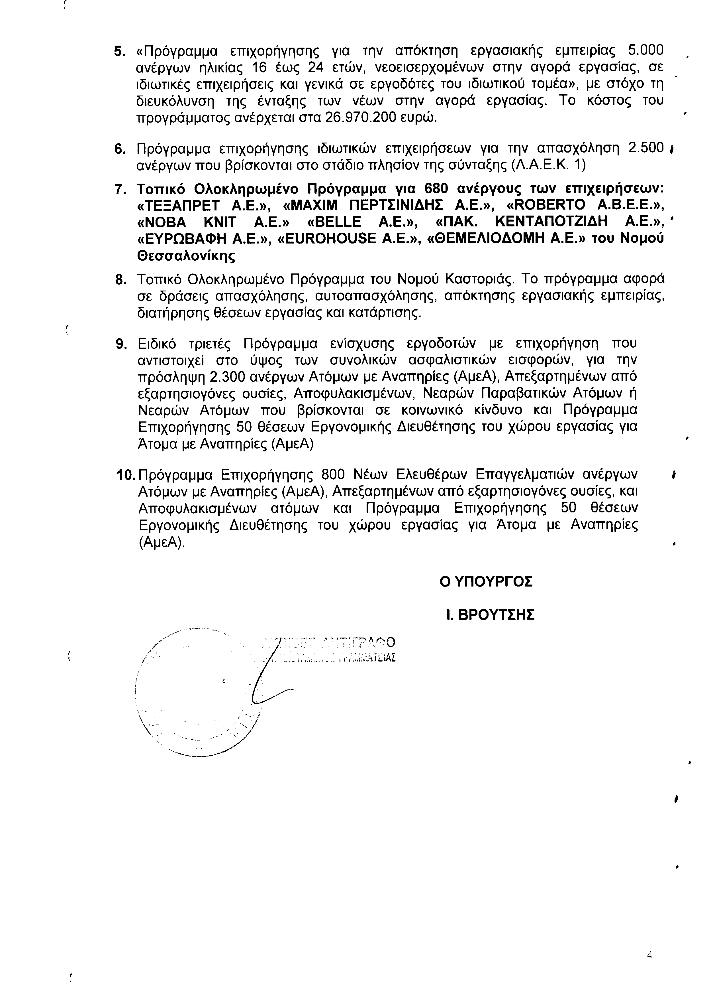 5. «Πρόγραμμα επιχορήγησης για την απόκτηση εργασιακής εμπειρίας 5.000
ανέργων ηλικίας 16 έως 24 ετών, νεοεισερχομένων στην αγορά εργασίας, σε
ιδιωτικές επιχειρήσεις και γενικά σε εργοδότες του ιδιωτικού τομέα», με στόχο τη
διευκόλυνση της ένταξης των νέων στην αγορά εργασίας. Το κόστος του
προγράμματος ανέρχεται στα 26.970.200 ευρώ.
6. Πρόγραμμα επιχορήγησης ιδιωτικών επιχειρήσεων για την απασχόληση 2.500
ανέργων που βρίσκονται στο στάδιο πλησίον της σύνταξης (Λ.Α.Ε.Κ. 1)
7. Τοπικό Ολοκληρωμένο Πρόγραμμα για 680 ανέργους των επιχειρήσεων:
«ΤΕΞΑΠΡΕΤ Α.Ε.», «ΜΑΧΙΜ ΠΕΡΤΣΙΝΙΔΗΣ Α.Ε.», «ROBERTO Α.Β.Ε.Ε.»,
«ΝΟΒΑ ΚΝΙΤ Α.Ε.» «BELLE Α.Ε.», «ΠΑΚ. ΚΕΝΤΑΠΟΤΖΙΔΗ Α.Ε.»,
«ΕΥΡΩΒΑΦΗ Α.Ε.», «EUROHOUSE Α.Ε.», «ΘΕΜΕΛΙΟΔΟΜΗ Α.Ε.» του Νομού
Θεσσαλονίκης
8. Τοπικό Ολοκληρωμένο Πρόγραμμα του Νομού Καστοριάς. Το πρόγραμμα αφορά
σε δράσεις απασχόλησης, αυτοαπασχόλησης, απόκτησης εργασιακής εμπειρίας,
διατήρησης θέσεων εργασίας και κατάρτισης.
9. Ειδικό τριετές Πρόγραμμα ενίσχυσης εργοδοτών με επιχορήγηση που
αντιστοιχεί στο ύψος των συνολικών ασφαλιστικών εισφορών, για την
πρόσληψη 2.300 ανέργων Ατόμων με Αναπηρίες (ΑμεΑ), Απεξαρτημένων από
εξαρτησιογόνες ουσίες, Αποφυλακισμένων, Νεαρών Παραβατικών Ατόμων ή
Νεαρών Ατόμων που βρίσκονται σε κοινωνικό κίνδυνο και Πρόγραμμα
Επιχορήγησης 50 θέσεων Εργονομικής Διευθέτησης του χώρου εργασίας για
Άτομα με Αναπηρίες (ΑμεΑ)
10. Πρόγραμμα Επιχορήγησης 800 Νέων Ελευθέρων Επαγγελματιών ανέργων
Ατόμων με Αναπηρίες (ΑμεΑ), Απεξαρτημένων από εξαρτησιογόνες ουσίες, και
Αποφυλακισμένων ατόμων και Πρόγραμμα Επιχορήγησης 50 θέσεων
Εργονομικής Διευθέτησης του χώρου εργασίας για Άτομα με Αναπηρίες
(ΑμεΑ).
Ο ΥΠΟΥΡΓΟΣ
Ι. ΒΡΟΥΤΣΗΣ
ΑΝΤΙΓΡΑΦΟ
ΓΡΑΜΜΑΤΕΙΑΣ
4